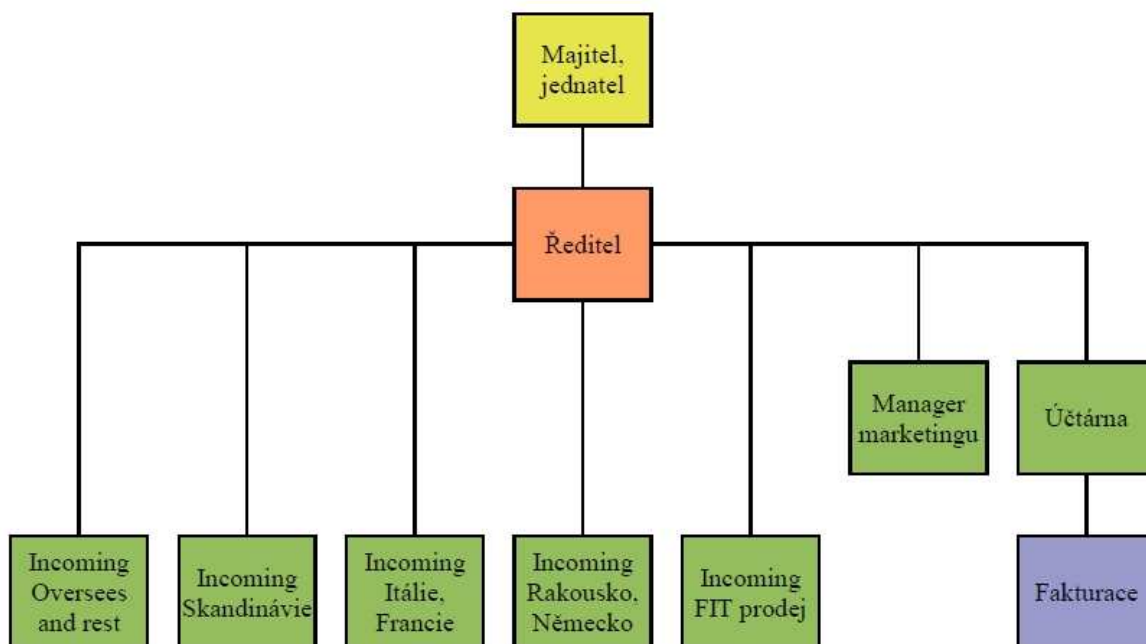 Majitel,
jednatel
Ředitel
Manager
marketingu
Účtárna
Incoming
Oversees
and rest
Incoming
Skandinávie
Incoming
Itálie,
Francie
Incoming
Rakousko,
Německo
Incoming
FIT prodej
Fakturace